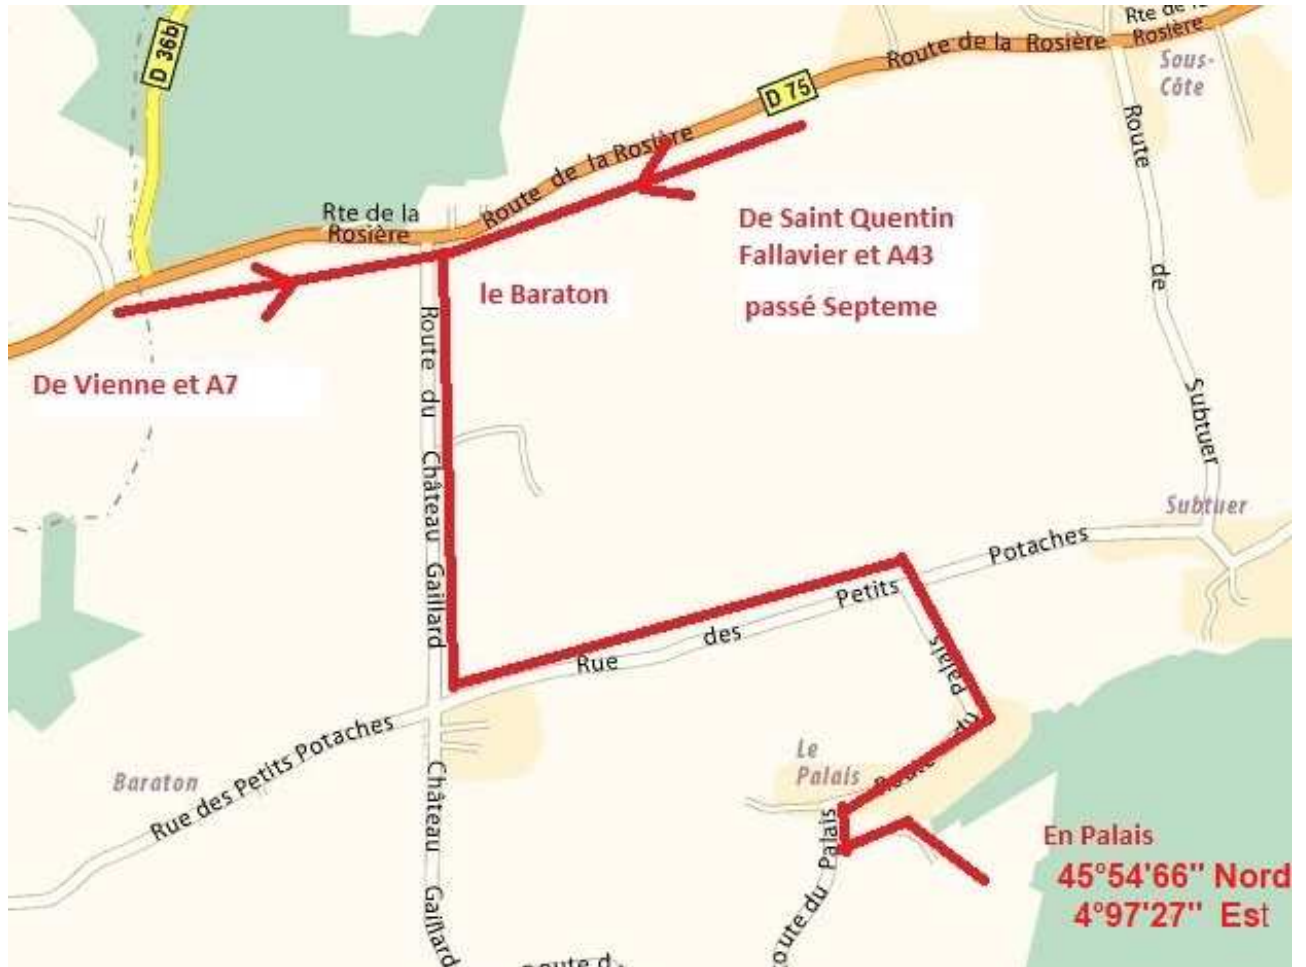 D 36b
D 75
Route de la Rosière
Rte de la
Rosière
Sous-
Côte
Route de la Rosière
Rte de la
Rosière
De Saint Quentin
Fallavier et A43
passé Septeme
le Baraton
De Vienne et A7
Route du Château Gaillard
Route de Subtuer
Subtuer
Rue des Petits Potaches
Route du Palais
Le
Palais
Baraton
Rue des Petits Potaches
Château Gaillard
Route du Palais
En Palais
45°54'66" Nord
4°97'27" Est